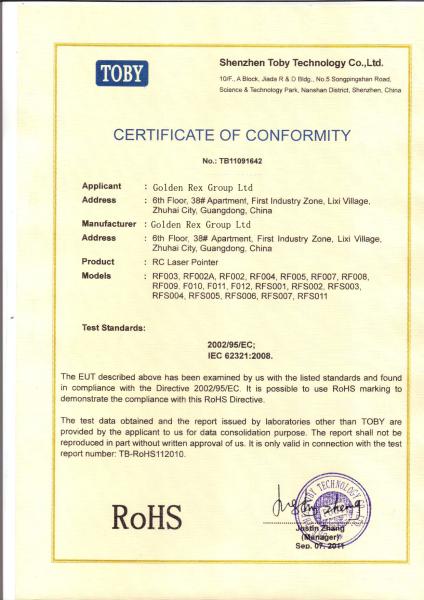 TOBY
Shenzhen Toby Technology Co.,Ltd.
10/F., A Block, Jiada R & D Bldg., No.5 Songpingshan Road,
Science & Technology Park, Nanshan District, Shenzhen, China
CERTIFICATE OF CONFORMITY
No.: TB11091642
Applicant : Golden Rex Group Ltd
Address : 6th Floor, 38# Apartment, First Industry Zone, Lixi Village,
Zhuhai City, Guangdong, China
Manufacturer : Golden Rex Group Ltd
Address : 6th Floor, 38# Apartment, First Industry Zone, Lixi Village,
Zhuhai City, Guangdong, China
Product : RC Laser Pointer
Models : RF003, RF002A, RF002, RF004, RF005, RF007, RF008,
RF009, F010, F011, F012, RFS001, RFS002, RFS003,
RFS004, RFS005, RFS006, RFS007, RFS011
Test Standards:
2002/95/EC;
IEC 62321:2008.
The EUT described above has been examined by us with the listed standards and found
in compliance with the Directive 2002/95/EC. It is possible to use RoHS marking to
demonstrate the compliance with this RoHS Directive.
The test data obtained and the report issued by laboratories other than TOBY are
provided by the applicant to us for data consolidation purpose. The report shall not be
reproduced in part without written approval of us. It is only valid in connection with the test
report number: TB-RoHS112010.
RoHS
TOBY TECHNOLOGY
Justin Zhang
(Manager)
Sep. 07, 2011